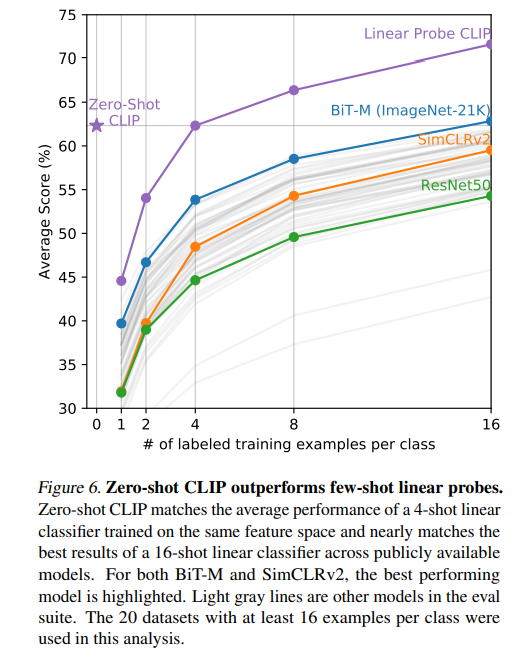 75
70
65
60
55
50
45
40
35
30
Average Score (%)
Linear Probe CLIP
Zero-Shot
CLIP
BiT-M (ImageNet-21K)
SimCLRv2
ResNet50
0 1 2 4 8 16
# of labeled training examples per class
Figure 6. Zero-shot CLIP outperforms few-shot linear probes.
Zero-shot CLIP matches the average performance of a 4-shot linear
classifier trained on the same feature space and nearly matches the
best results of a 16-shot linear classifier across publicly available
models. For both BiT-M and SimCLRv2, the best performing
model is highlighted. Light gray lines are other models in the eval
suite. The 20 datasets with at least 16 examples per class were
used in this analysis.